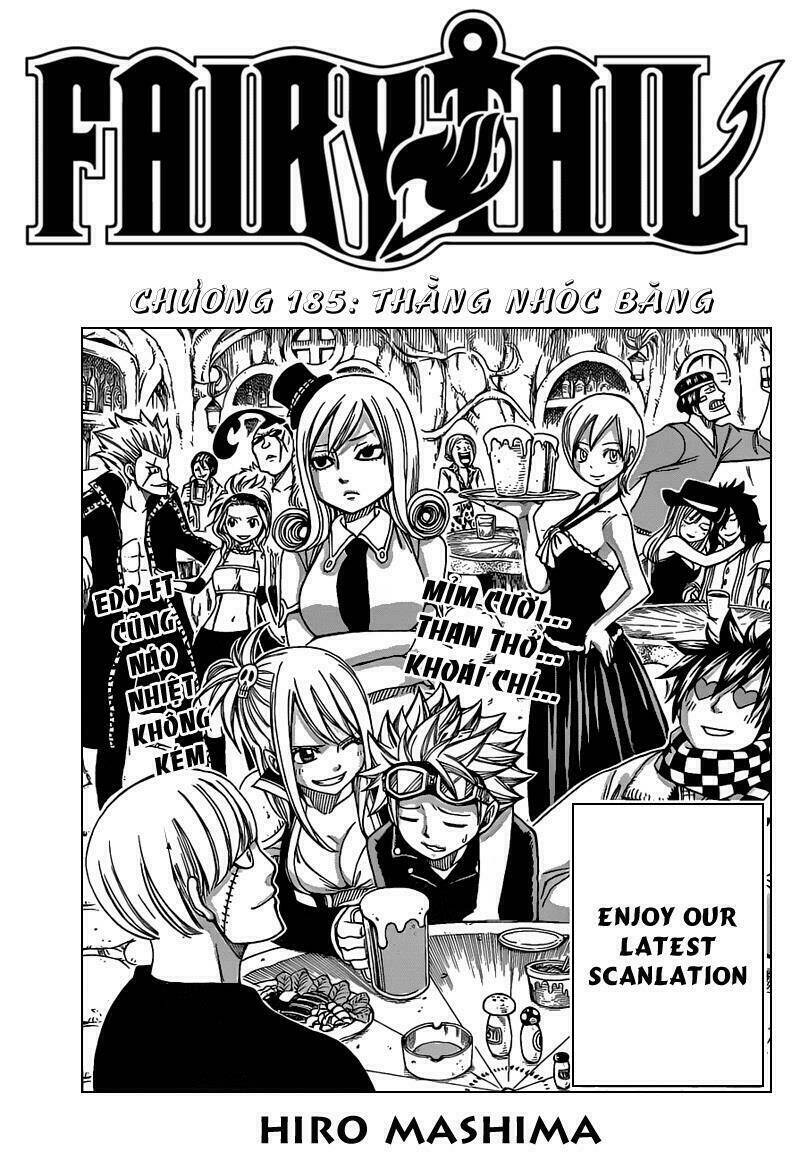 FAIRY TAIL
CHƯƠNG 185: THẰNG NHÓC BĂNG
EDO-FT
CŨNG
NÁO
NHIỆT
KHÔNG
KÉM
MỈM CƯỜI...
THAN THỞ...
KHOÁI CHÍ...
ENJOY OUR
LATEST
SCANLATION
HIRO MASHIMA